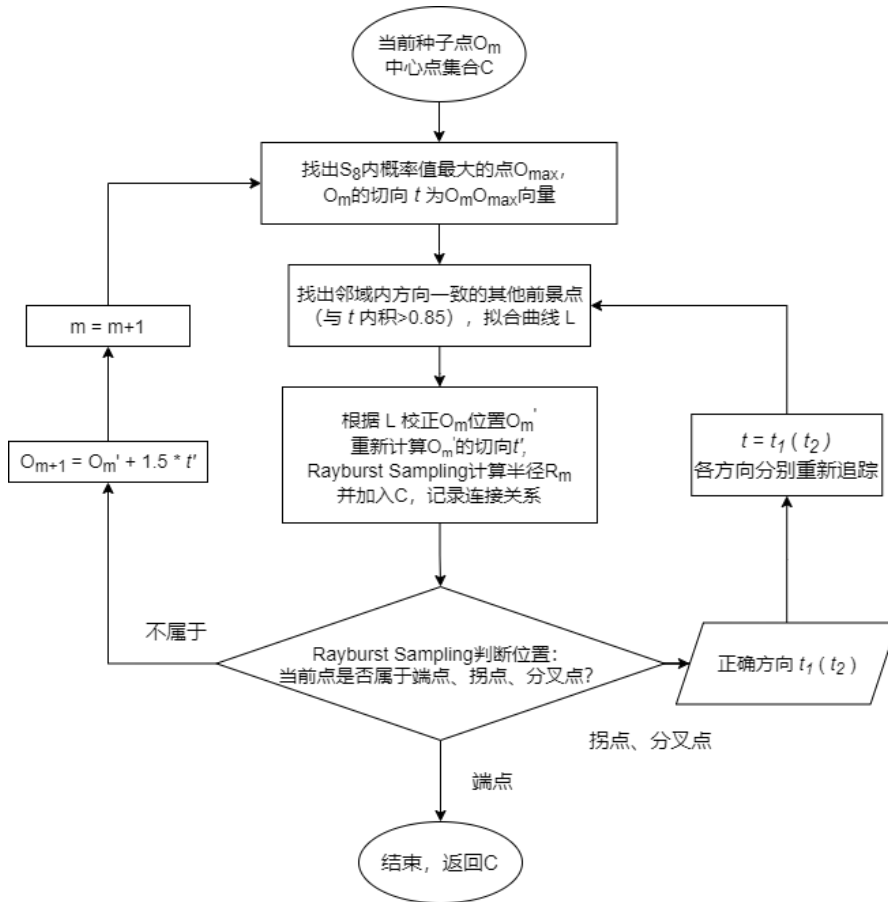 当前种子点Oₘ
中心点集合C
找出S₈内概率值最大的点Omax,
Oₘ的切向 t 为OₘOmax向量
找出邻域内方向一致的其他前景点
（与 t 内积>0.85），拟合曲线 L
m = m+1
根据 L 校正Oₘ位置Oₘ'
重新计算Oₘ'的切向t',
Rayburst Sampling计算半径Rₘ
并加入C，记录连接关系
Oₘ₊₁ = Oₘ' + 1.5 * t'
t = t₁ ( t₂ )
各方向分别重新追踪
不属于
Rayburst Sampling判断位置：
当前点是否属于端点、拐点、分叉点？
正确方向 t₁ ( t₂ )
拐点、分叉点
端点
结束，返回C